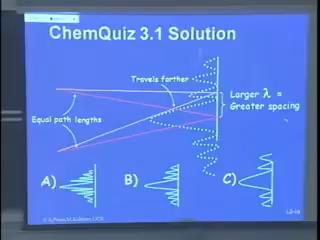 ChemQuiz 3.1 Solution
Travels farther
Larger λ =
Greater spacing
Equal path lengths
A)
B)
C)